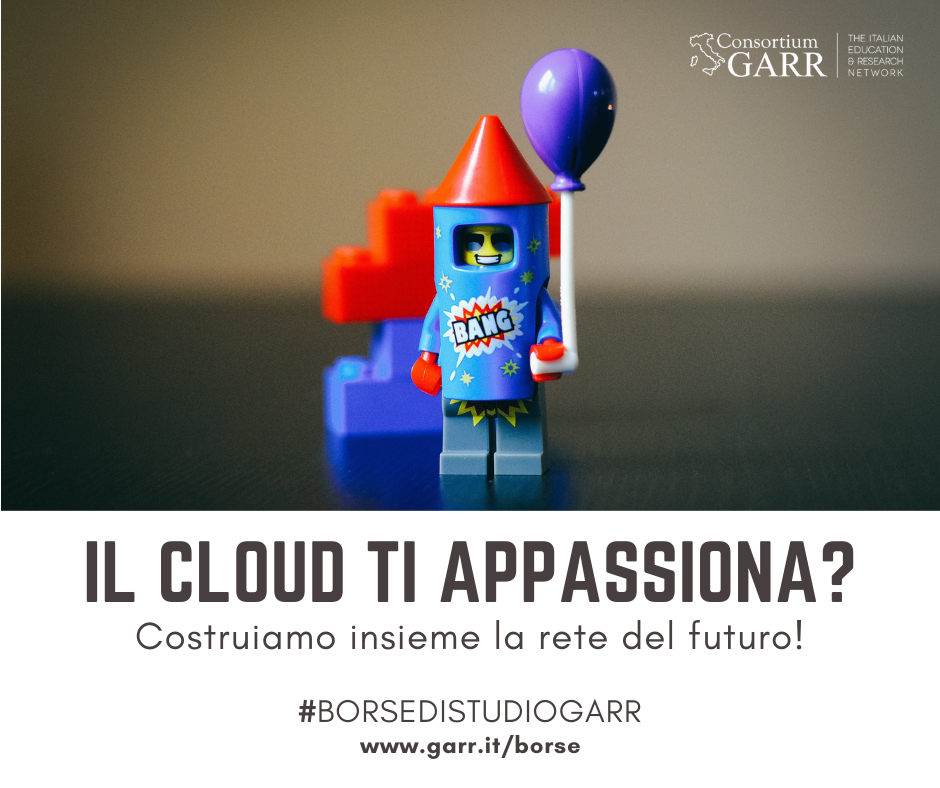 Consortium
GARR
THE ITALIAN
EDUCATION
& RESEARCH
NETWORK
BANG
IL CLOUD TI APPASSIONA?
Costruiamo insieme la rete del futuro!
#BORSEDISTUDIOGARR
www.garr.it/borse